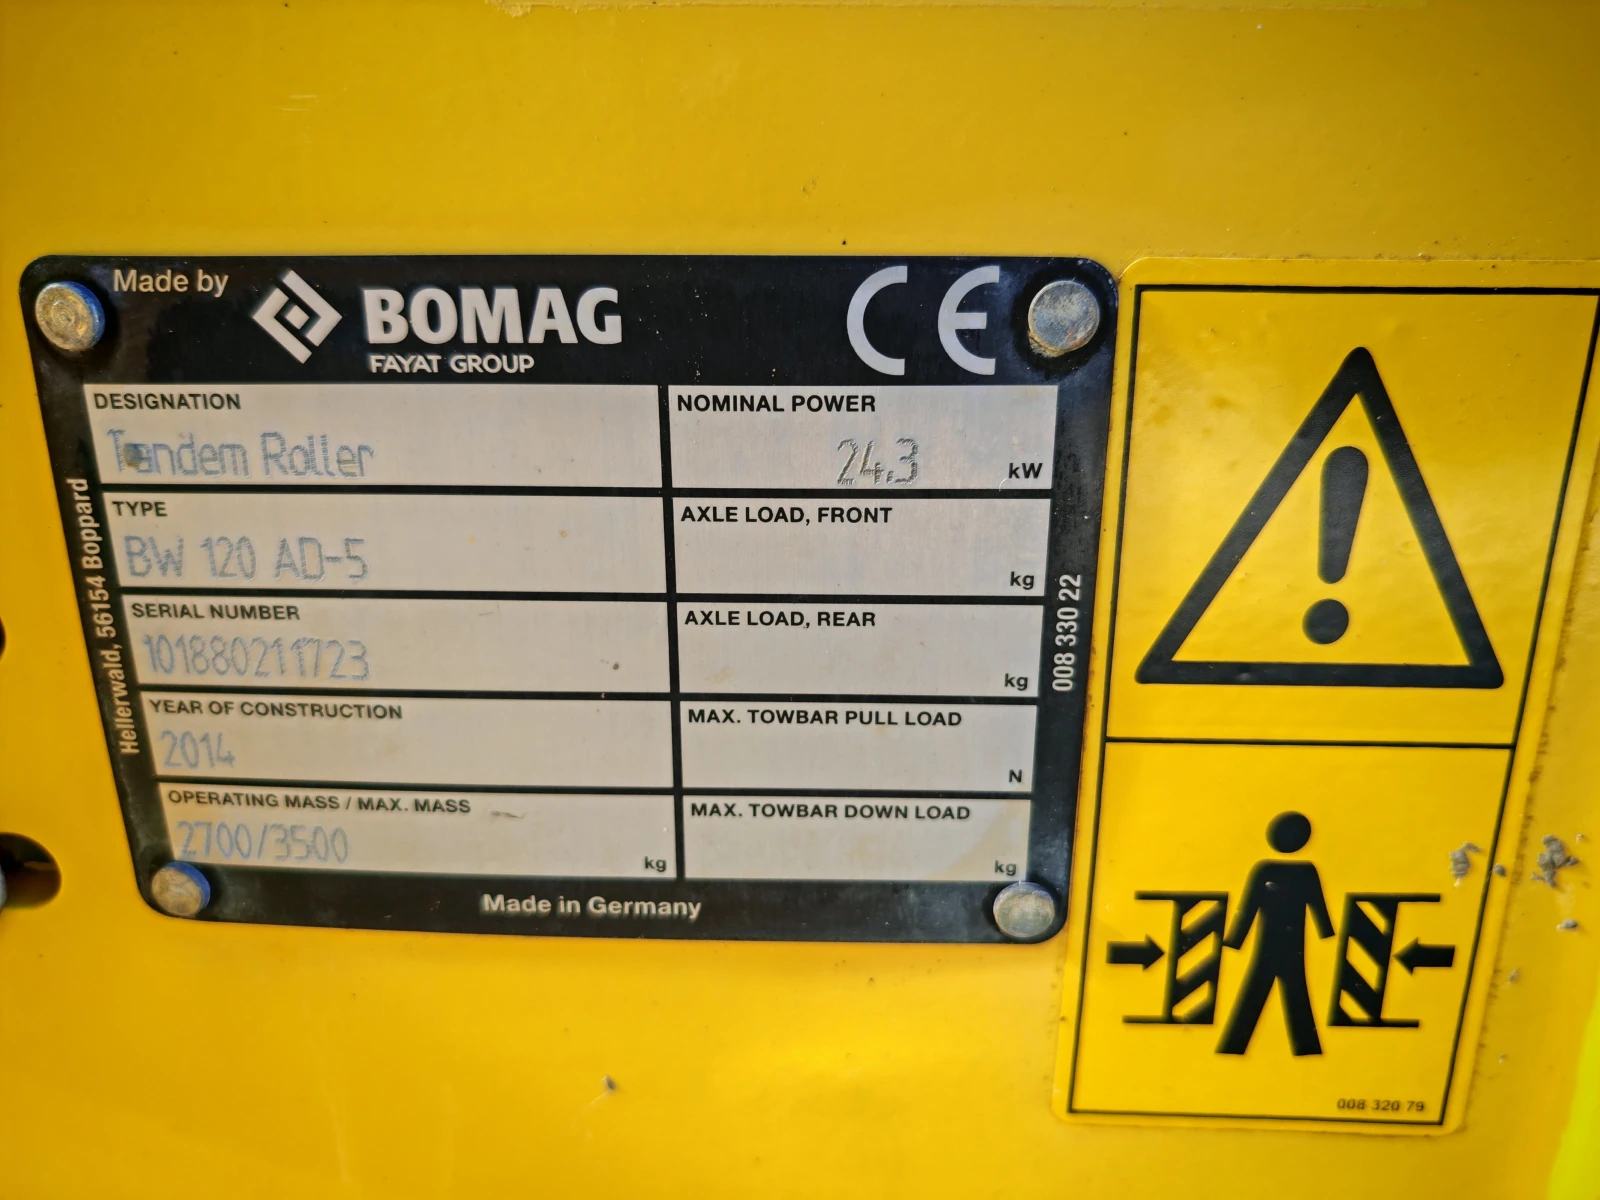 Made by
BOMAG
FAYAT GROUP
CE
DESIGNATION
Tandem Roller
NOMINAL POWER
24.3 kW
TYPE
BW 120 AD-5
AXLE LOAD, FRONT
kg
SERIAL NUMBER
101880211723
AXLE LOAD, REAR
kg
YEAR OF CONSTRUCTION
2014
MAX. TOWBAR PULL LOAD
N
OPERATING MASS / MAX. MASS
2700/3500 kg
MAX. TOWBAR DOWN LOAD
kg
Made in Germany
Hellerwald, 56154 Boppard
008 330 22
008 320 79